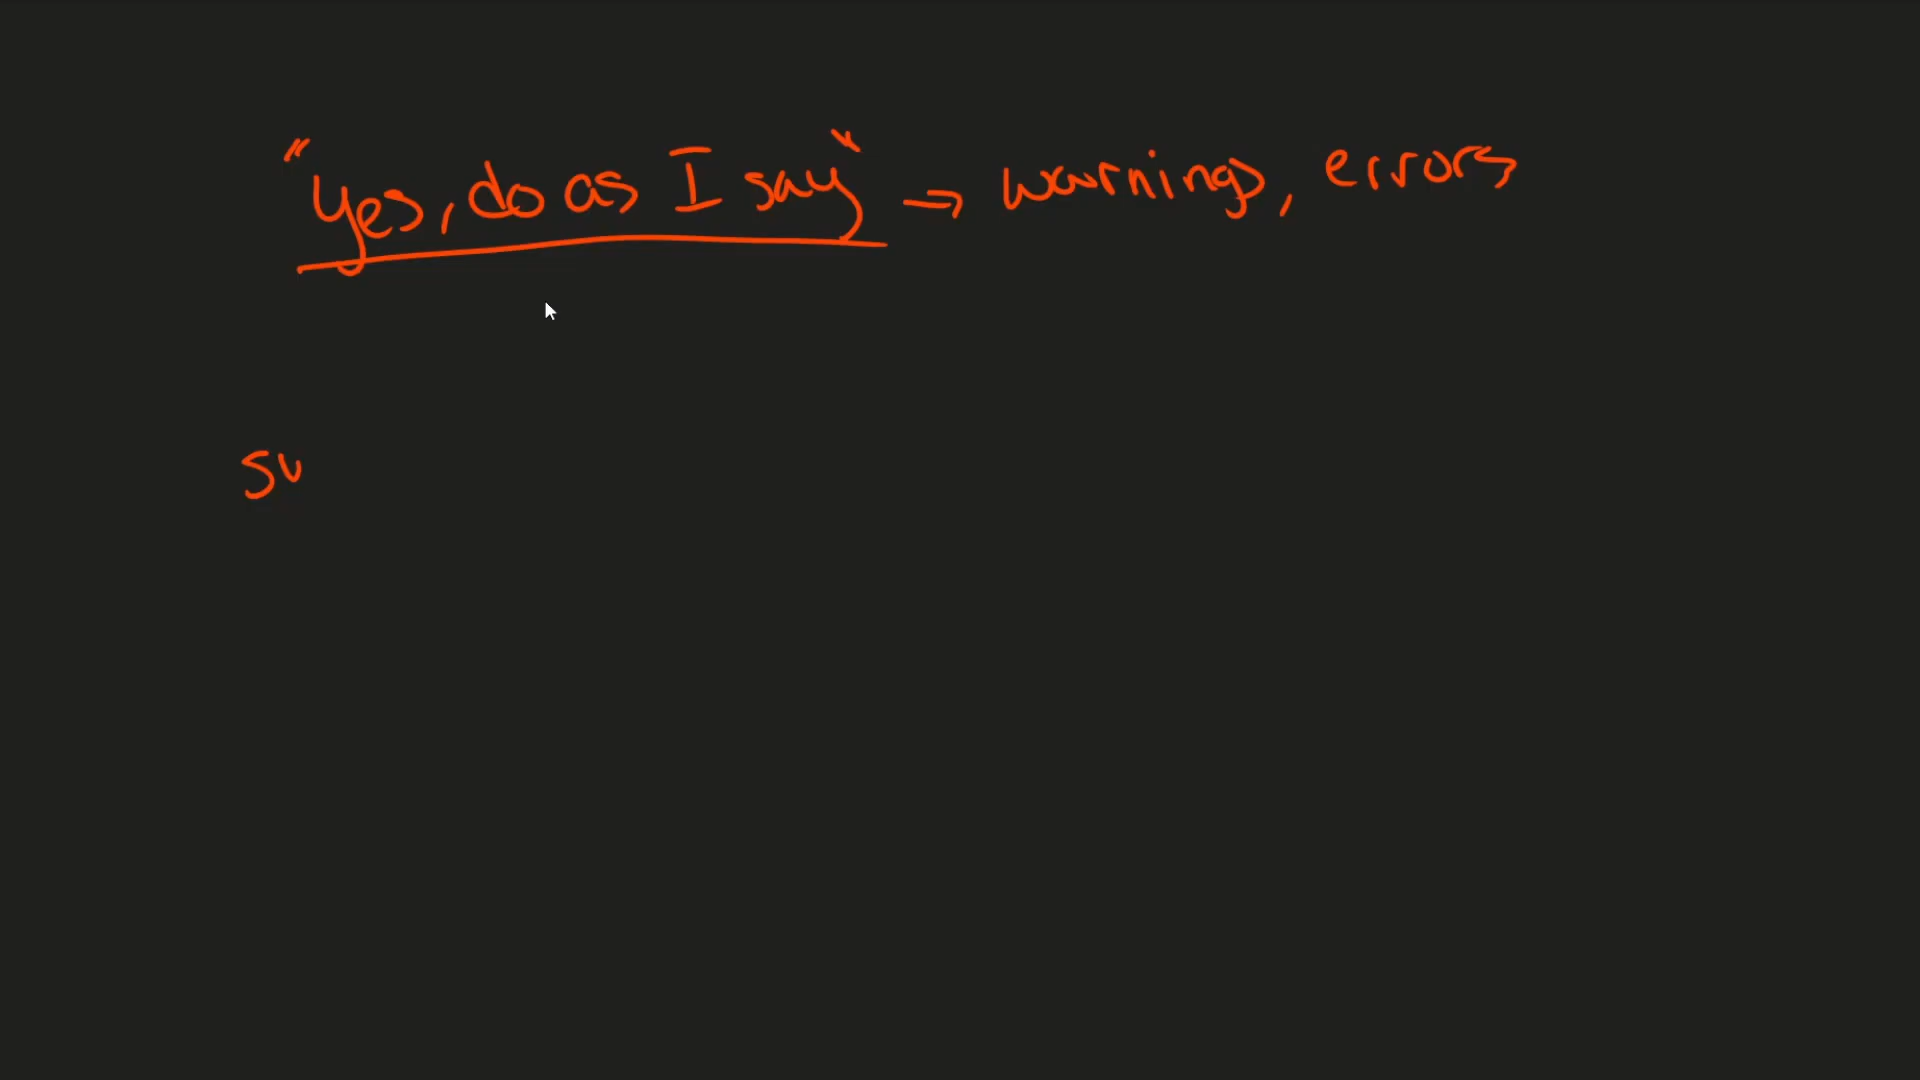 "Yes, do as I say" → warnings, errors
su